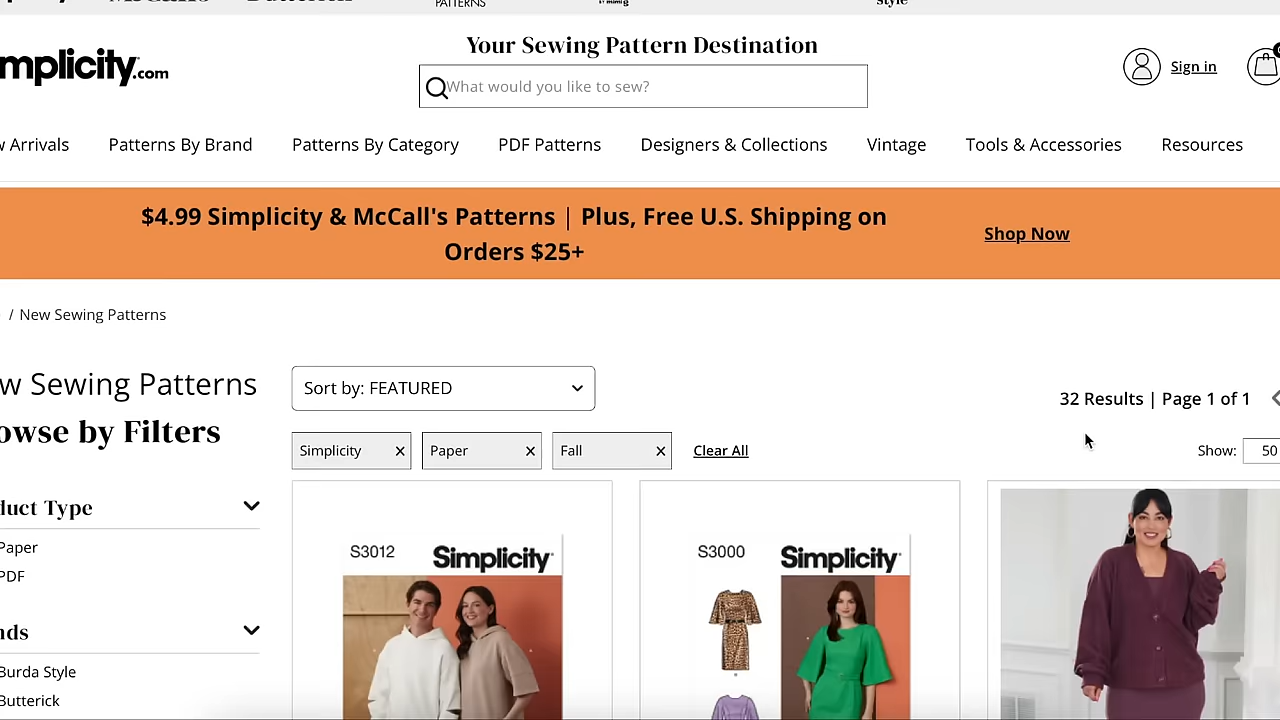 PATTERNS
style
mplicity.com
Your Sewing Pattern Destination
What would you like to sew?
Sign in
w Arrivals Patterns By Brand Patterns By Category PDF Patterns Designers & Collections Vintage Tools & Accessories Resources
$4.99 Simplicity & McCall's Patterns | Plus, Free U.S. Shipping on
Orders $25+
Shop Now
/ New Sewing Patterns
w Sewing Patterns
Sort by: FEATURED
32 Results | Page 1 of 1
owse by Filters
Simplicity × Paper × Fall × Clear All
Show: 50
duct Type
Paper
PDF
nds
Burda Style
Butterick
S3012 Simplicity
S3000 Simplicity